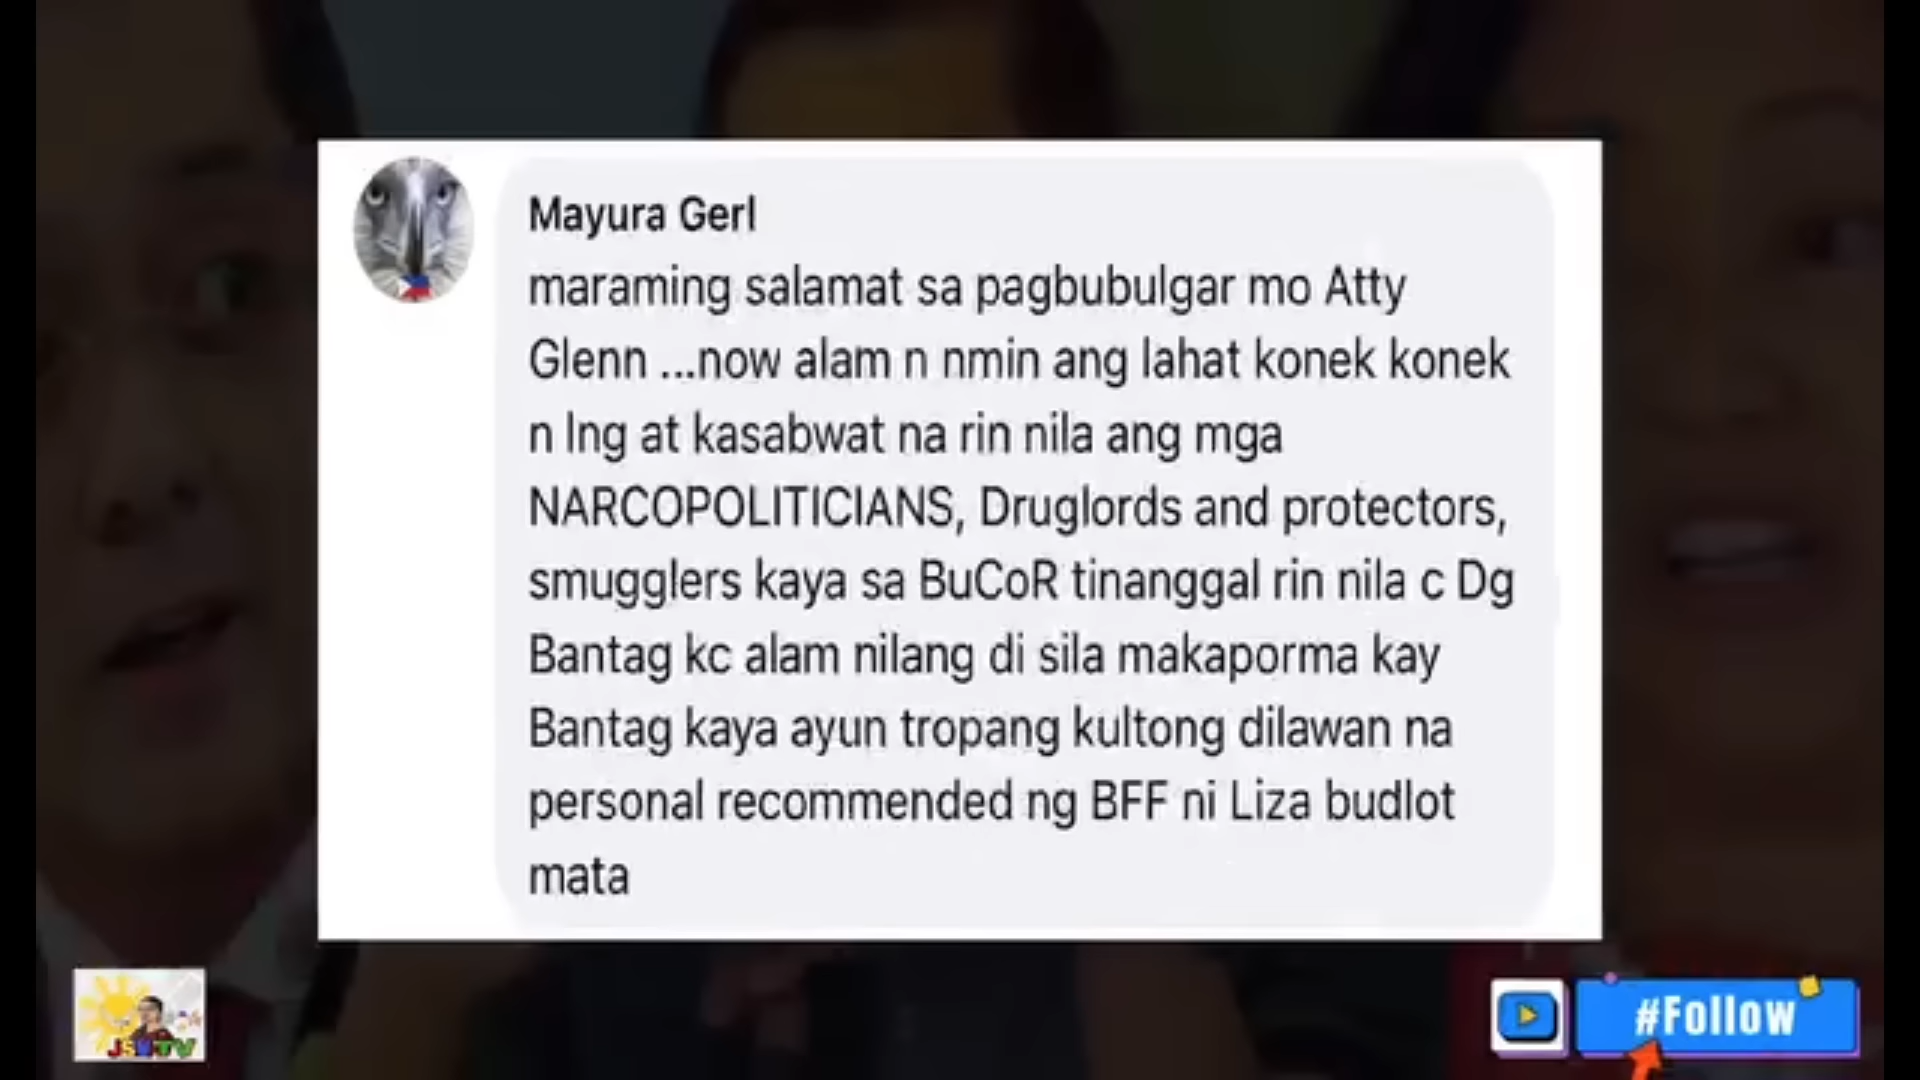 Mayura Gerl
maraming salamat sa pagbubulgar mo Atty
Glenn ...now alam n nmin ang lahat konek konek
n lng at kasabwat na rin nila ang mga
NARCOPOLITICIANS, Druglords and protectors,
smugglers kaya sa BuCoR tinanggal rin nila c Dg
Bantag kc alam nilang di sila makaporma kay
Bantag kaya ayun tropang kultong dilawan na
personal recommended ng BFF ni Liza budlot
mata
#Follow